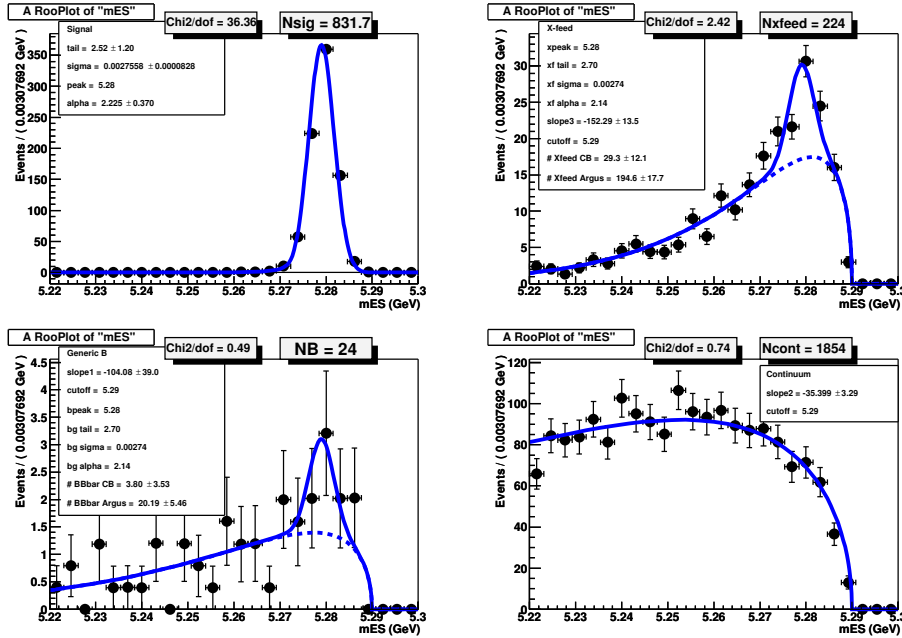 A RooPlot of "mES"
Chi2/dof = 36.36
Nsig = 831.7
Signal
tail = 2.52 ± 1.20
sigma = 0.0027558 ± 0.0000828
peak = 5.28
alpha = 2.225 ± 0.370
Events / ( 0.00307692 GeV )
350
300
250
200
150
100
50
0
5.22 5.23 5.24 5.25 5.26 5.27 5.28 5.29 5.3
mES (GeV)
A RooPlot of "mES"
Chi2/dof = 2.42
Nxfeed = 224
X-feed
xpeak = 5.28
xf tail = 2.70
xf sigma = 0.00274
xf alpha = 2.14
slope3 = -152.29 ± 13.5
cutoff = 5.29
# Xfeed CB = 29.3 ± 12.1
# Xfeed Argus = 194.6 ± 17.7
Events / ( 0.00307692 GeV )
30
25
20
15
10
5
0
5.22 5.23 5.24 5.25 5.26 5.27 5.28 5.29 5.3
mES (GeV)
A RooPlot of "mES"
Chi2/dof = 0.49
NB = 24
Generic B
slope1 = -104.08 ± 39.0
cutoff = 5.29
bpeak = 5.28
bg tail = 2.70
bg sigma = 0.00274
bg alpha = 2.14
# BBbar CB = 3.80 ± 3.53
# BBbar Argus = 20.19 ± 5.46
Events / ( 0.00307692 GeV )
4.5
4
3.5
3
2.5
2
1.5
1
0.5
0
5.22 5.23 5.24 5.25 5.26 5.27 5.28 5.29 5.3
mES (GeV)
A RooPlot of "mES"
Chi2/dof = 0.74
Ncont = 1854
Continuum
slope2 = -35.399 ± 3.29
cutoff = 5.29
Events / ( 0.00307692 GeV )
120
100
80
60
40
20
0
5.22 5.23 5.24 5.25 5.26 5.27 5.28 5.29 5.3
mES (GeV)